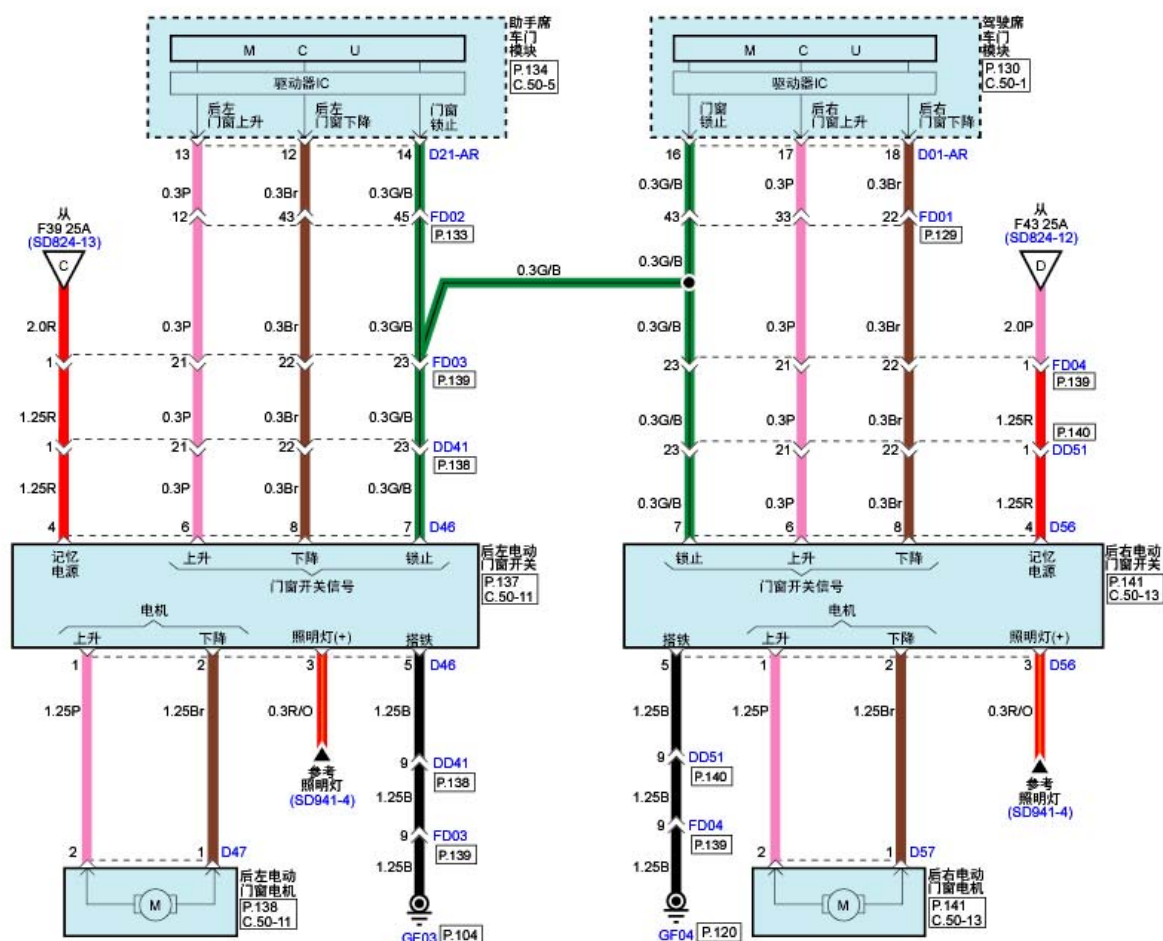 助手席
车门
模块
P.134
C.50-5
M C U
驱动器IC
后左
门窗上升
后左
门窗下降
门窗
锁止
13 12 14 D21-AR
0.3P 0.3Br 0.3G/B
12 43 45 FD02
P.133
驾驶席
车门
模块
P.130
C.50-1
M C U
驱动器IC
门窗
锁止
后右
门窗上升
后右
门窗下降
16 17 18 D01-AR
0.3G/B 0.3P 0.3Br
43 33 22 FD01
P.129
从
F39 25A
(SD824-13)
C
从
F43 25A
(SD824-12)
D
0.3G/B
0.3G/B
2.0R 0.3P 0.3Br 0.3G/B
1 21 22 23 FD03
P.139
1.25R 0.3P 0.3Br 0.3G/B
1 21 22 23 DD41
P.138
1.25R 0.3P 0.3Br 0.3G/B
4 6 8 7 D46
0.3G/B 0.3P 0.3Br 2.0P
23 21 22 1 FD04
P.139
0.3G/B 0.3P 0.3Br 1.25R
P.140
23 21 22 1 DD51
0.3G/B 0.3P 0.3Br 1.25R
7 6 8 4 D56
记忆
电源
上升 下降 锁止
门窗开关信号
后左电动
门窗开关
P.137
C.50-11
电机
上升 下降 照明灯(+) 搭铁
1 2 3 5 D46
1.25P 1.25Br 0.3R/O 1.25B
参考
照明灯
(SD941-4)
9 DD41
P.138
1.25B
9 FD03
P.139
1.25B
GF03 P.104
2 1 D47
M
后左电动
门窗电机
P.138
C.50-11
锁止 上升 下降
门窗开关信号
记忆
电源
后右电动
门窗开关
P.141
C.50-13
电机
搭铁 上升 下降 照明灯(+)
5 1 2 3 D56
1.25B 1.25P 1.25Br 0.3R/O
参考
照明灯
(SD941-4)
9 DD51
P.140
1.25B
9 FD04
P.139
1.25B
GF04 P.120
2 1 D57
M
后右电动
门窗电机
P.141
C.50-13